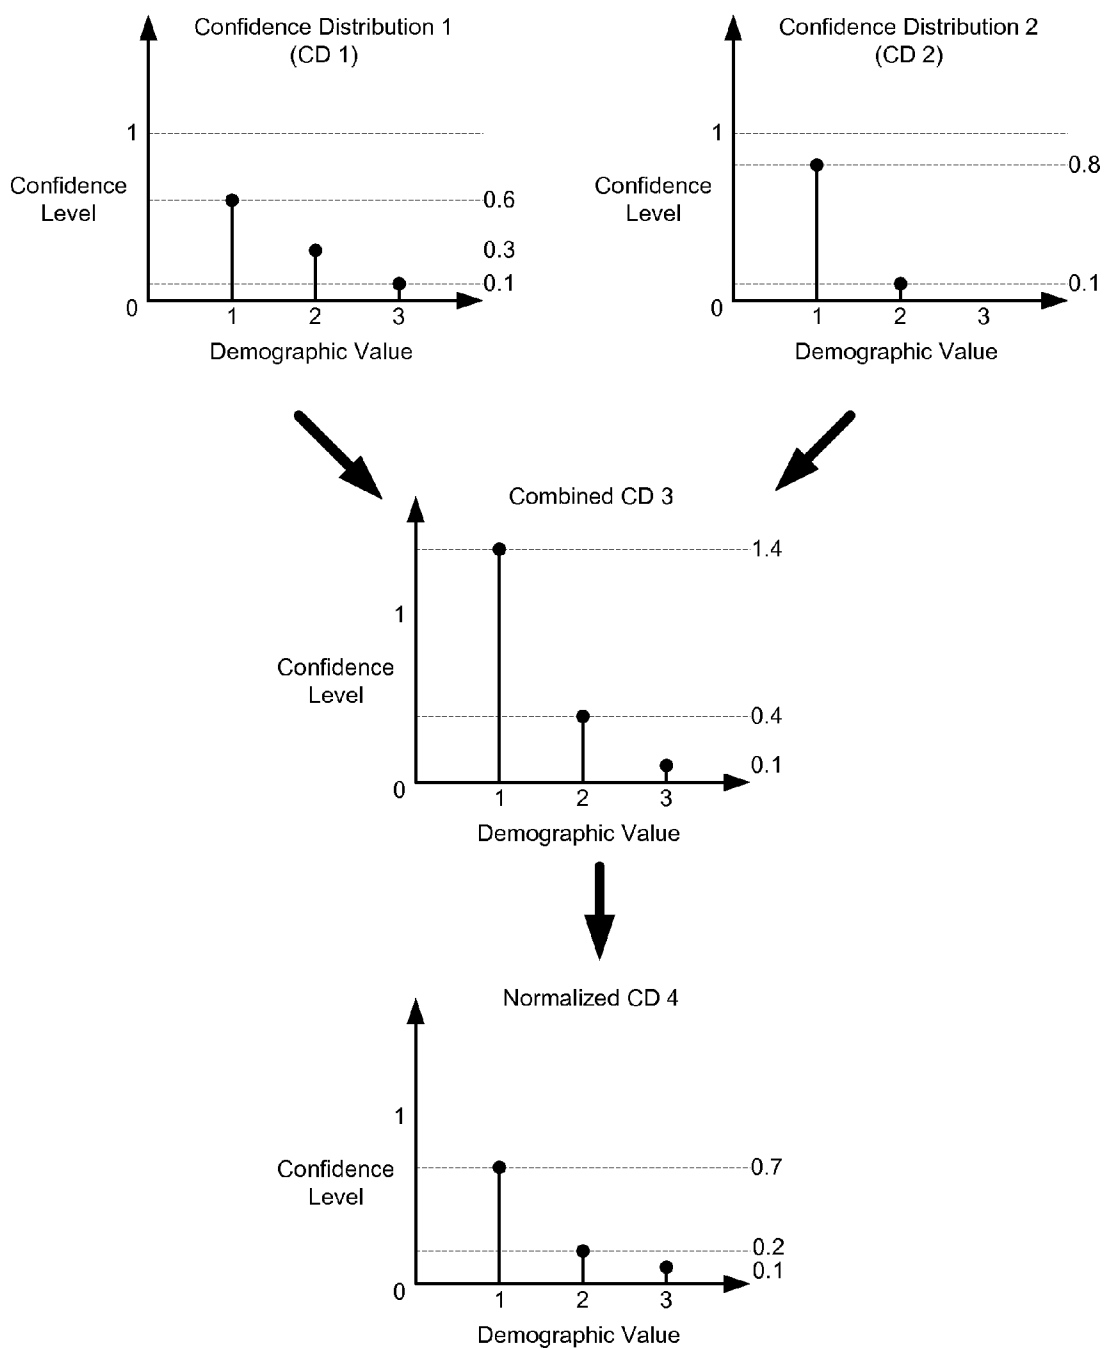 Confidence Distribution 1
(CD 1)
1
Confidence
Level
0.6
0.3
0.1
0
1 2 3
Demographic Value
Confidence Distribution 2
(CD 2)
1
0.8
Confidence
Level
0.1
0
1 2 3
Demographic Value
Combined CD 3
1.4
1
Confidence
Level
0.4
0.1
0
1 2 3
Demographic Value
Normalized CD 4
1
Confidence
Level
0.7
0.2
0.1
0
1 2 3
Demographic Value